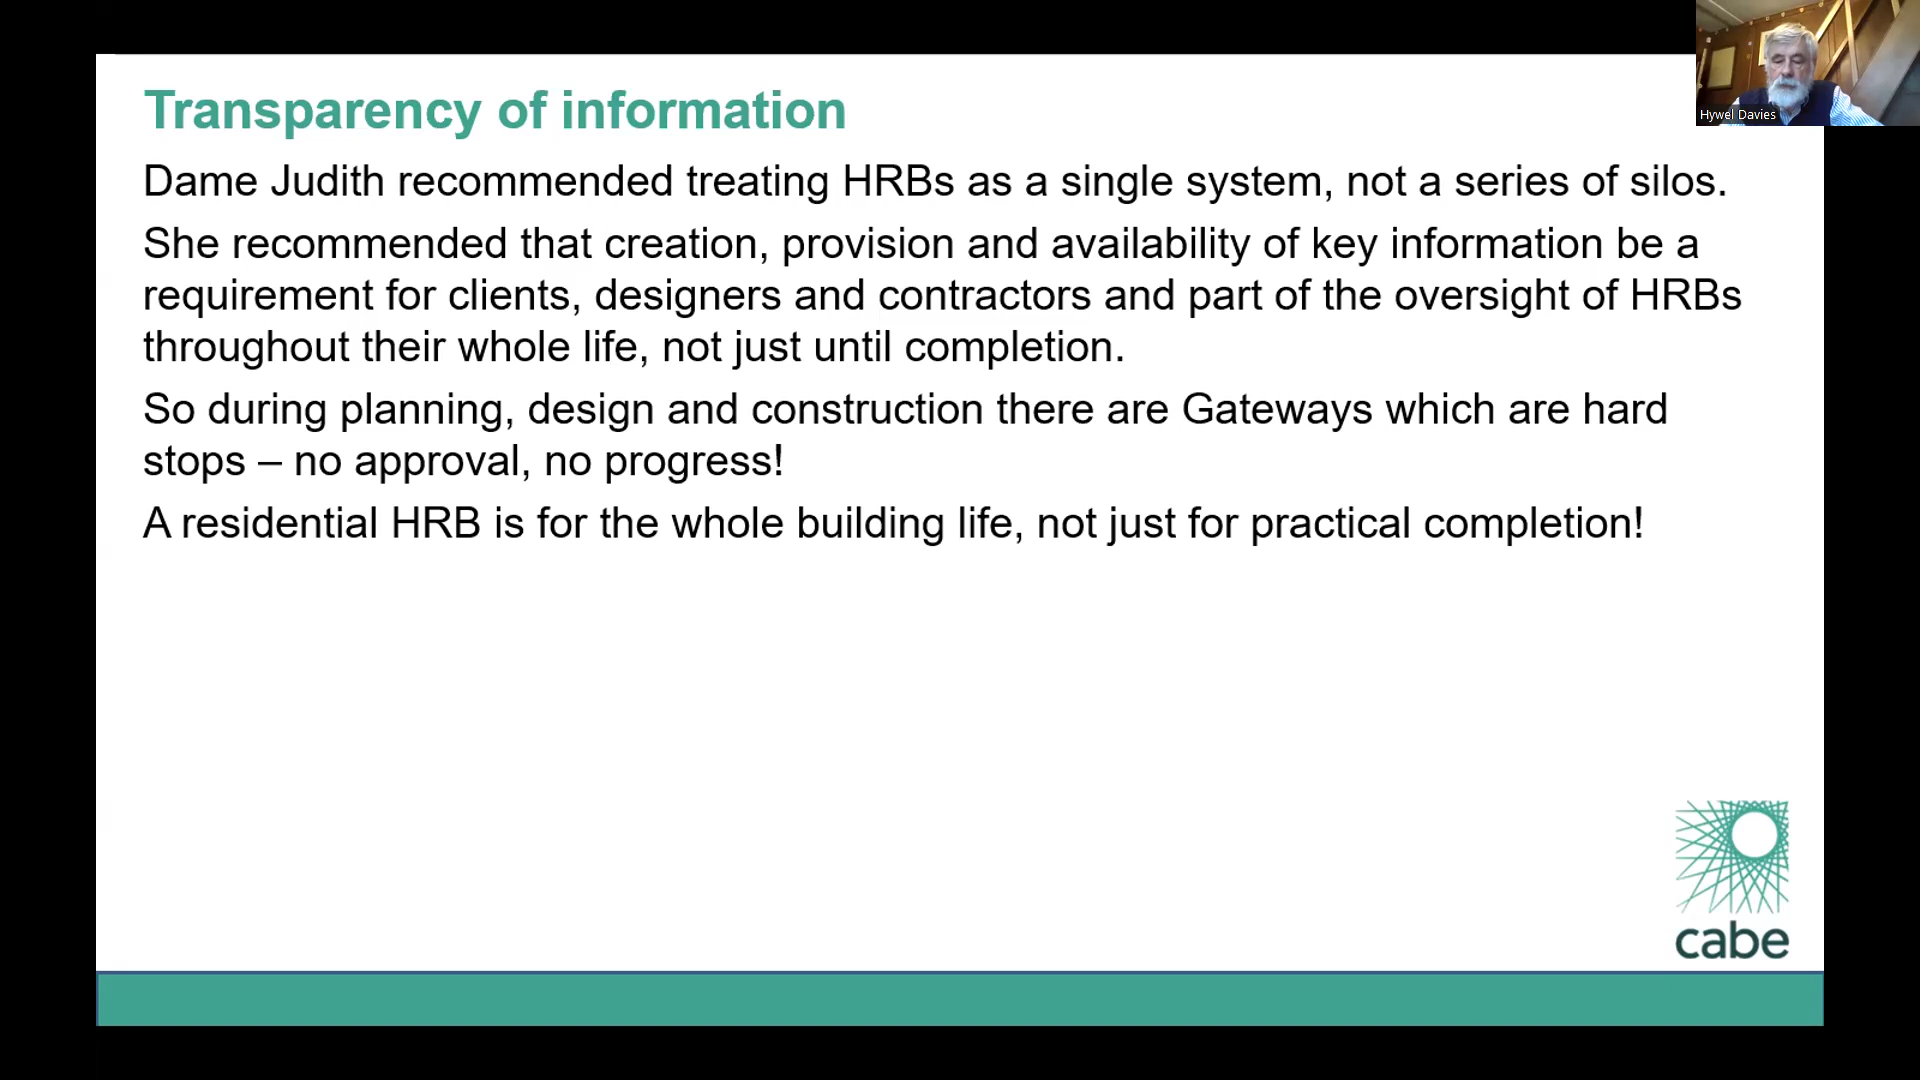 Hywel Davies
Transparency of information
Dame Judith recommended treating HRBs as a single system, not a series of silos.
She recommended that creation, provision and availability of key information be a
requirement for clients, designers and contractors and part of the oversight of HRBs
throughout their whole life, not just until completion.
So during planning, design and construction there are Gateways which are hard
stops – no approval, no progress!
A residential HRB is for the whole building life, not just for practical completion!
cabe